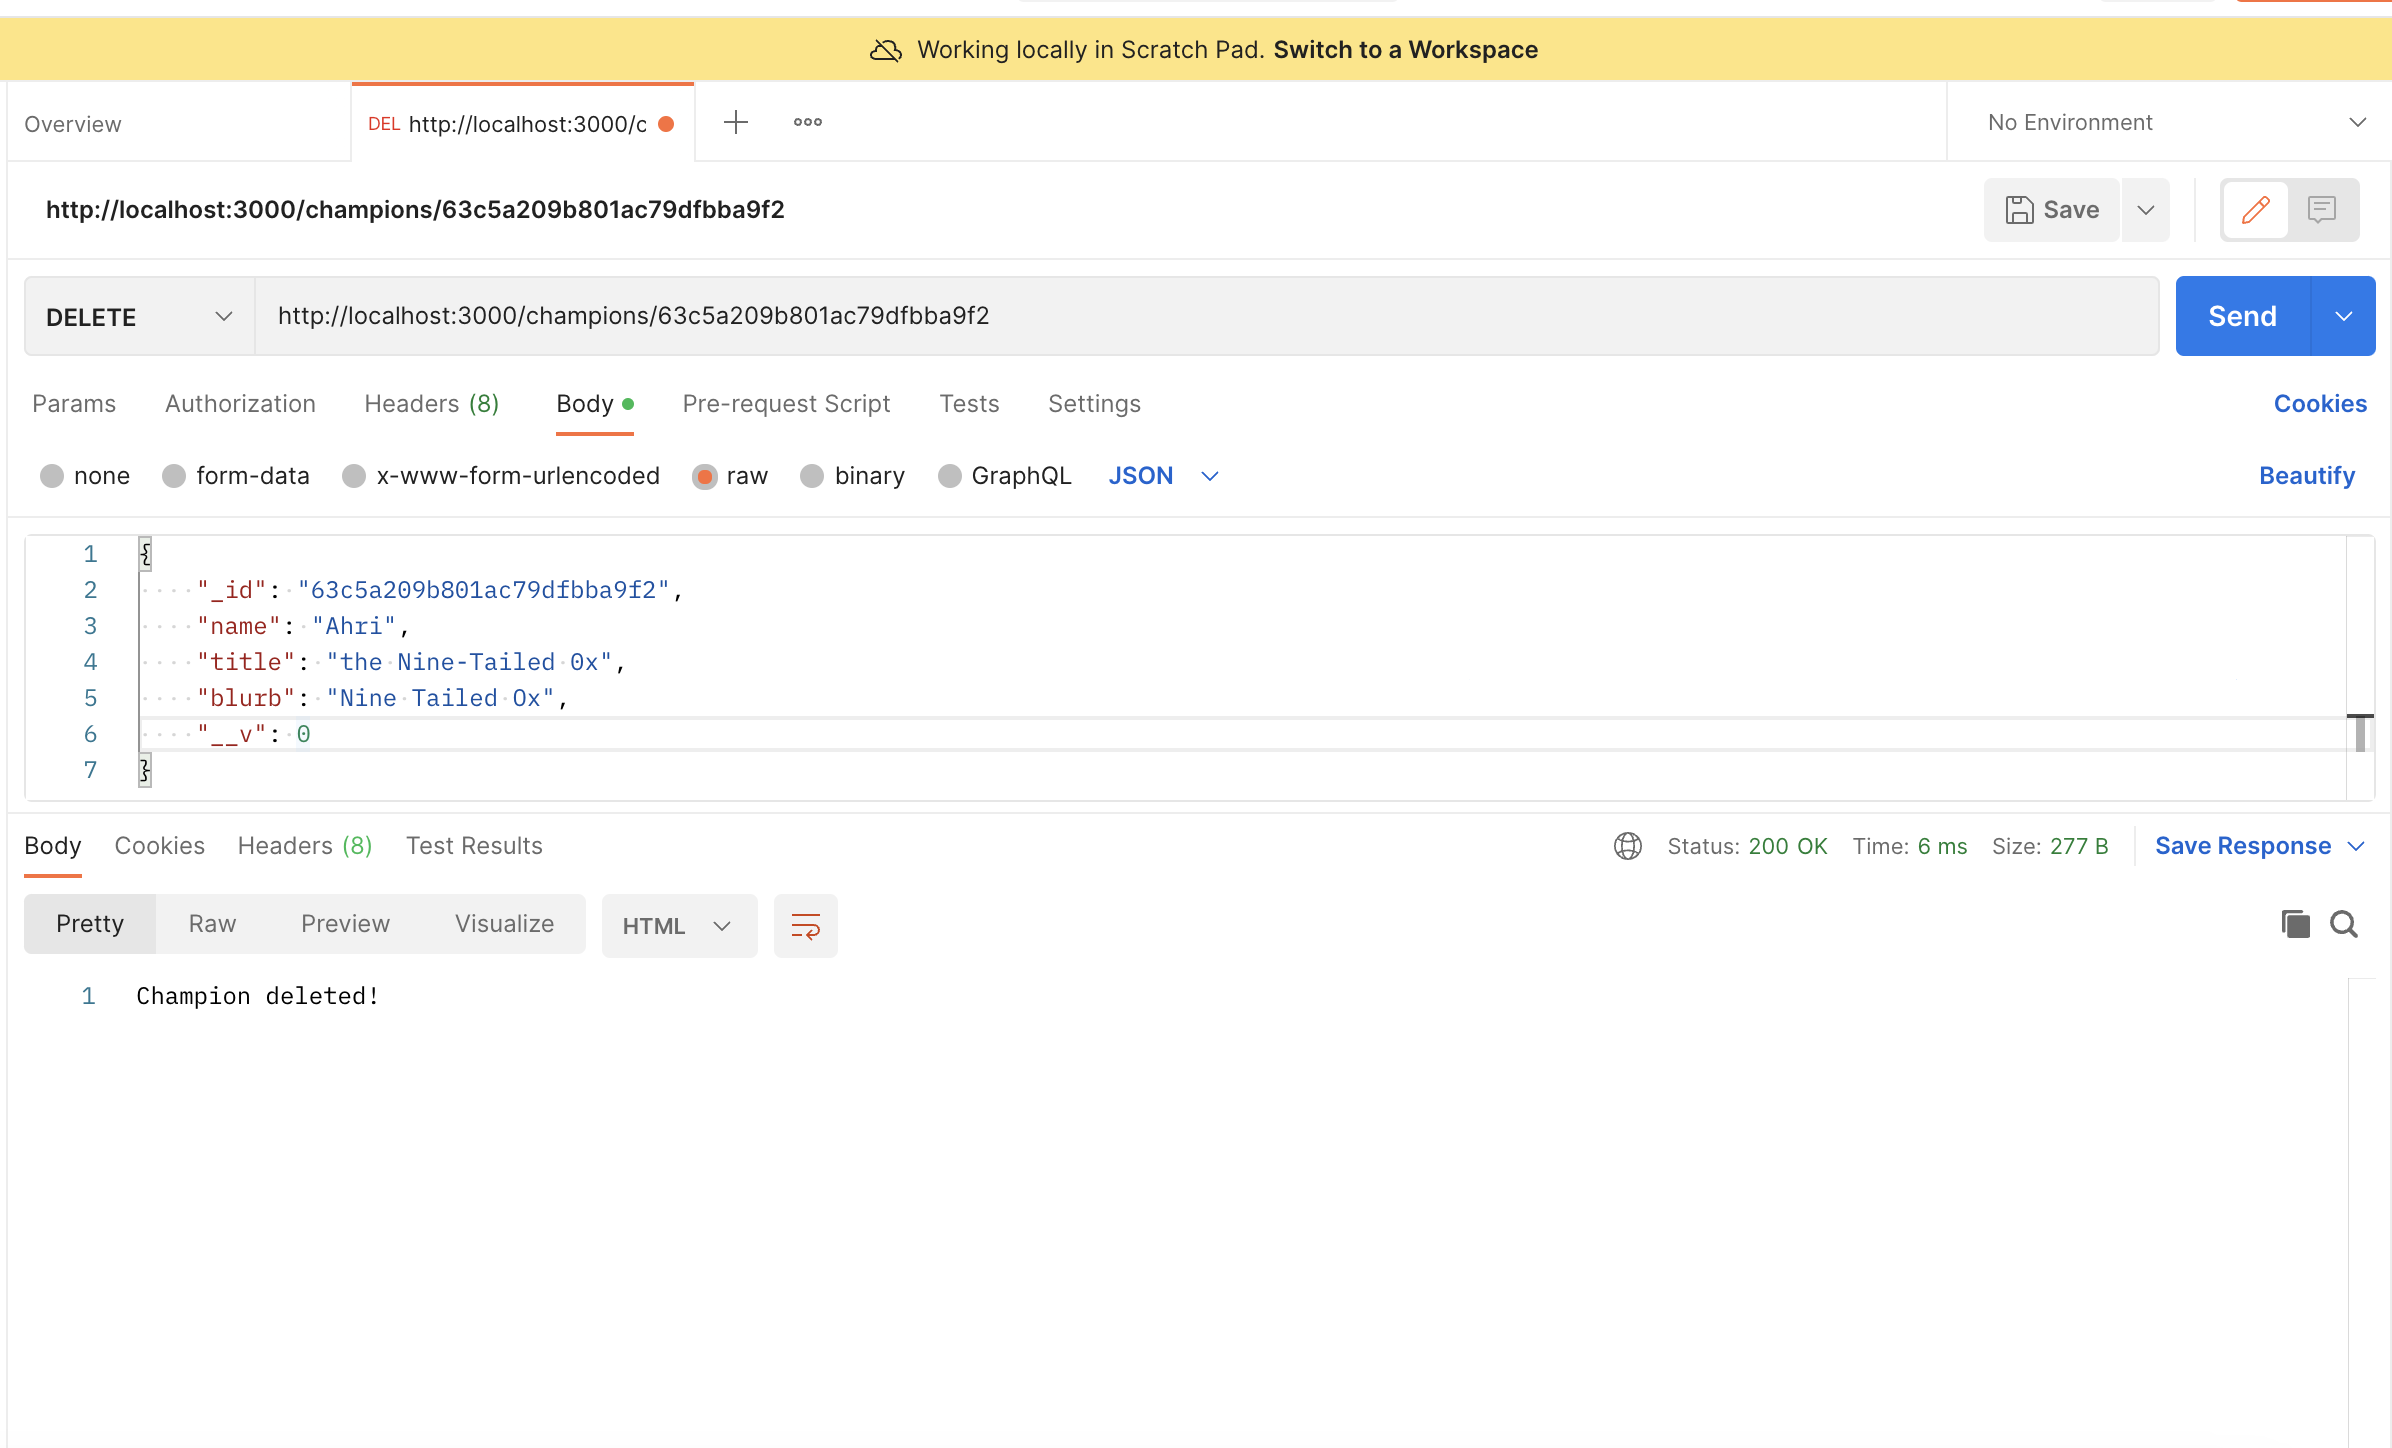 Working locally in Scratch Pad. Switch to a Workspace
Overview
DEL http://localhost:3000/c
No Environment
http://localhost:3000/champions/63c5a209b801ac79dfbba9f2
Save
DELETE
http://localhost:3000/champions/63c5a209b801ac79dfbba9f2
Send
Params Authorization Headers (8) Body Pre-request Script Tests Settings Cookies
none form-data x-www-form-urlencoded raw binary GraphQL JSON Beautify
1 {
2 "_id": "63c5a209b801ac79dfbba9f2",
3 "name": "Ahri",
4 "title": "the Nine-Tailed 0x",
5 "blurb": "Nine Tailed Ox",
6 "__v": 0
7 }
Body Cookies Headers (8) Test Results Status: 200 OK Time: 6 ms Size: 277 B Save Response
Pretty Raw Preview Visualize HTML
1 Champion deleted!